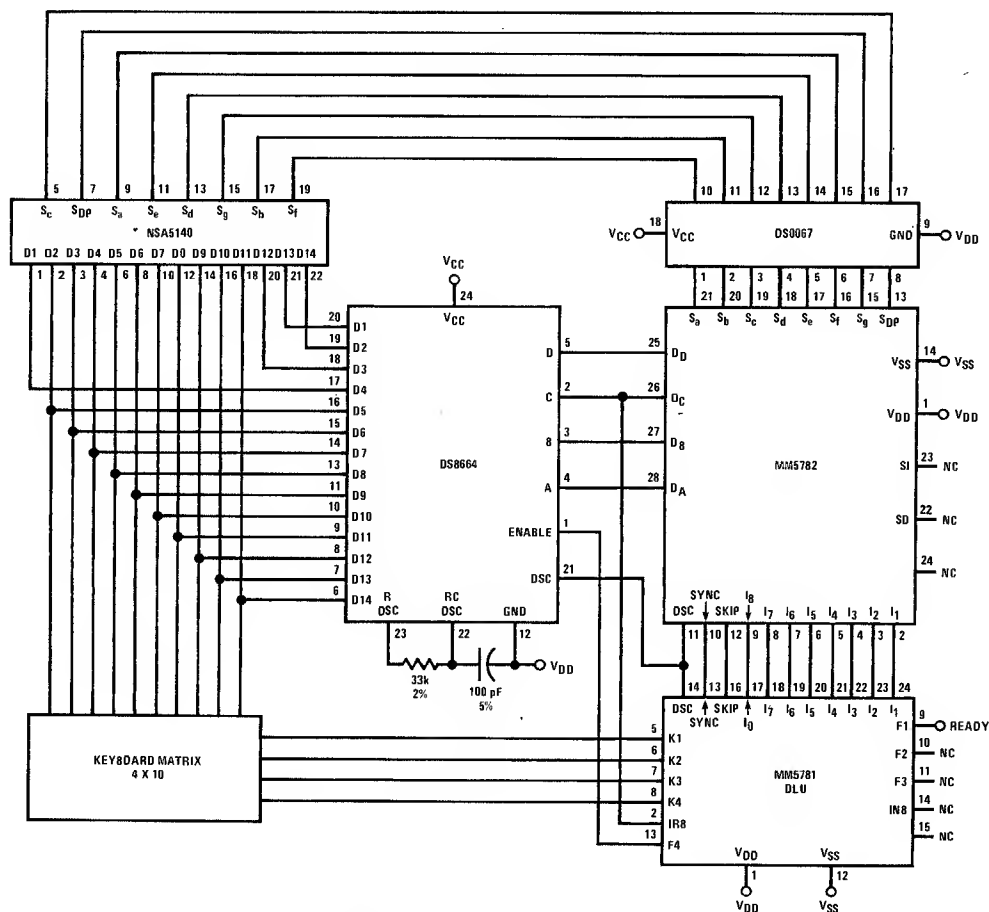 5 7 9 11 13 15 17 19
Sc SDP Sa Se Sd Sg Sb Sf
* NSA5140
D1 D2 D3 D4 D5 D6 D7 D0 D9 D10 D11 D12 D13 D14
1 2 3 4 6 8 10 12 14 16 18 20 21 22
10 11 12 13 14 15 16 17
VCC 18 VCC DS0067 GND 9 VDD
1 2 3 4 5 6 7 8
21 20 19 18 17 16 15 13
Sa Sb Sc Sd Se Sf Sg SDP
VCC
24
VCC
20 D1
19 D2
18 D3
17 D4
16 D5
15 D6
14 D7
13 D8
11 D9
10 D10
9 D11
8 D12
7 D13
6 D14
DS8664
D 5
C 2
8 3
A 4
ENABLE 1
DSC 21
R DSC
RC DSC
GND
23 22 12
33k
2%
100 pF
5%
VDD
25 DD
26 DC
27 D8
28 DA
MM5782
VSS 14 VSS
VDD 1 VDD
SI 23 NC
SD 22 NC
24 NC
DSC SYNC SKIP I8 I7 I6 I5 I4 I3 I2 I1
11 10 12 9 8 7 6 5 4 3 2
14 13 16 17 18 19 20 21 22 23 24
DSC SYNC SKIP I0 I7 I6 I5 I4 I3 I2 I1
KEY8DARD MATRIX
4 X 10
5 K1
6 K2
7 K3
8 K4
2 IR8
13 F4
MM5781
DLU
F1 9 READY
F2 10 NC
F3 11 NC
IN8 14 NC
15 NC
VDD VSS
1 12
VDD VSS